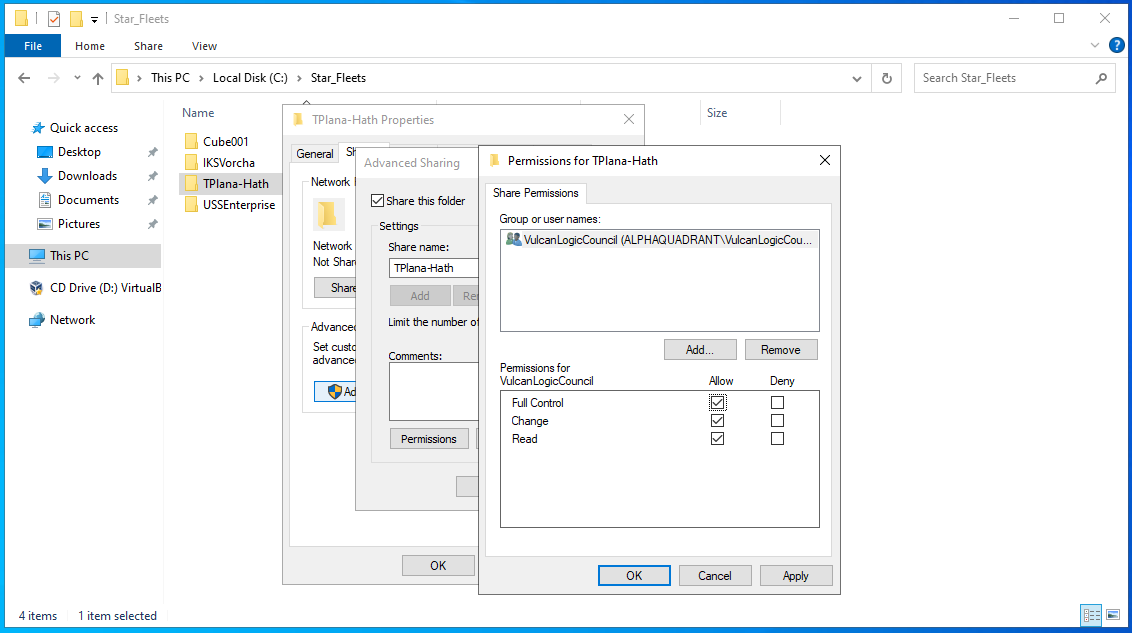 Star_Fleets
File Home Share View
This PC > Local Disk (C:) > Star_Fleets
Search Star_Fleets
Quick access
Desktop
Downloads
Documents
Pictures
This PC
CD Drive (D:) VirtualB
Network
Name
Size
Cube001
IKSVorcha
TPlana-Hath
USSEnterprise
TPlana-Hath Properties
General
Network
Network
Not Shar
Share
Advanced
Set custo
advanced
Ad
OK
Advanced Sharing
Share this folder
Settings
Share name:
TPlana-Hath
Add
Limit the number of
Comments:
Permissions
Permissions for TPlana-Hath
Share Permissions
Group or user names:
VulcanLogicCouncil (ALPHAQUADRANT\VulcanLogicCou...
Add... Remove
Permissions for
VulcanLogicCouncil Allow Deny
Full Control
Change
Read
OK Cancel Apply
4 items 1 item selected